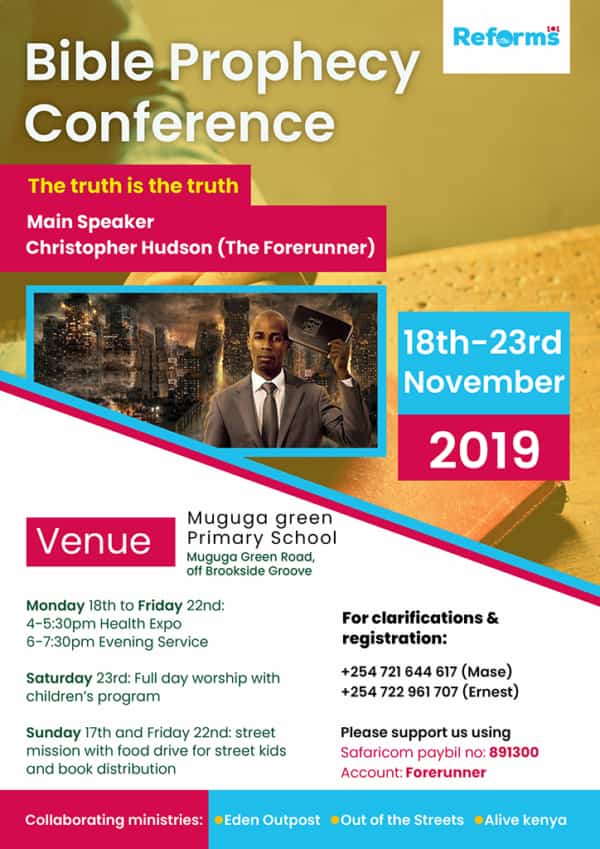 Reforms
101
Bible Prophecy
Conference
The truth is the truth
Main Speaker
Christopher Hudson (The Forerunner)
18th-23rd
November
2019
Venue
Muguga green
Primary School
Muguga Green Road,
off Brookside Groove
Monday 18th to Friday 22nd:
4-5:30pm Health Expo
6-7:30pm Evening Service
Saturday 23rd: Full day worship with
children's program
Sunday 17th and Friday 22nd: street
mission with food drive for street kids
and book distribution
For clarifications &
registration:
+254 721 644 617 (Mase)
+254 722 961 707 (Ernest)
Please support us using
Safaricom paybil no: 891300
Account: Forerunner
Collaborating ministries: •Eden Outpost •Out of the Streets •Alive kenya